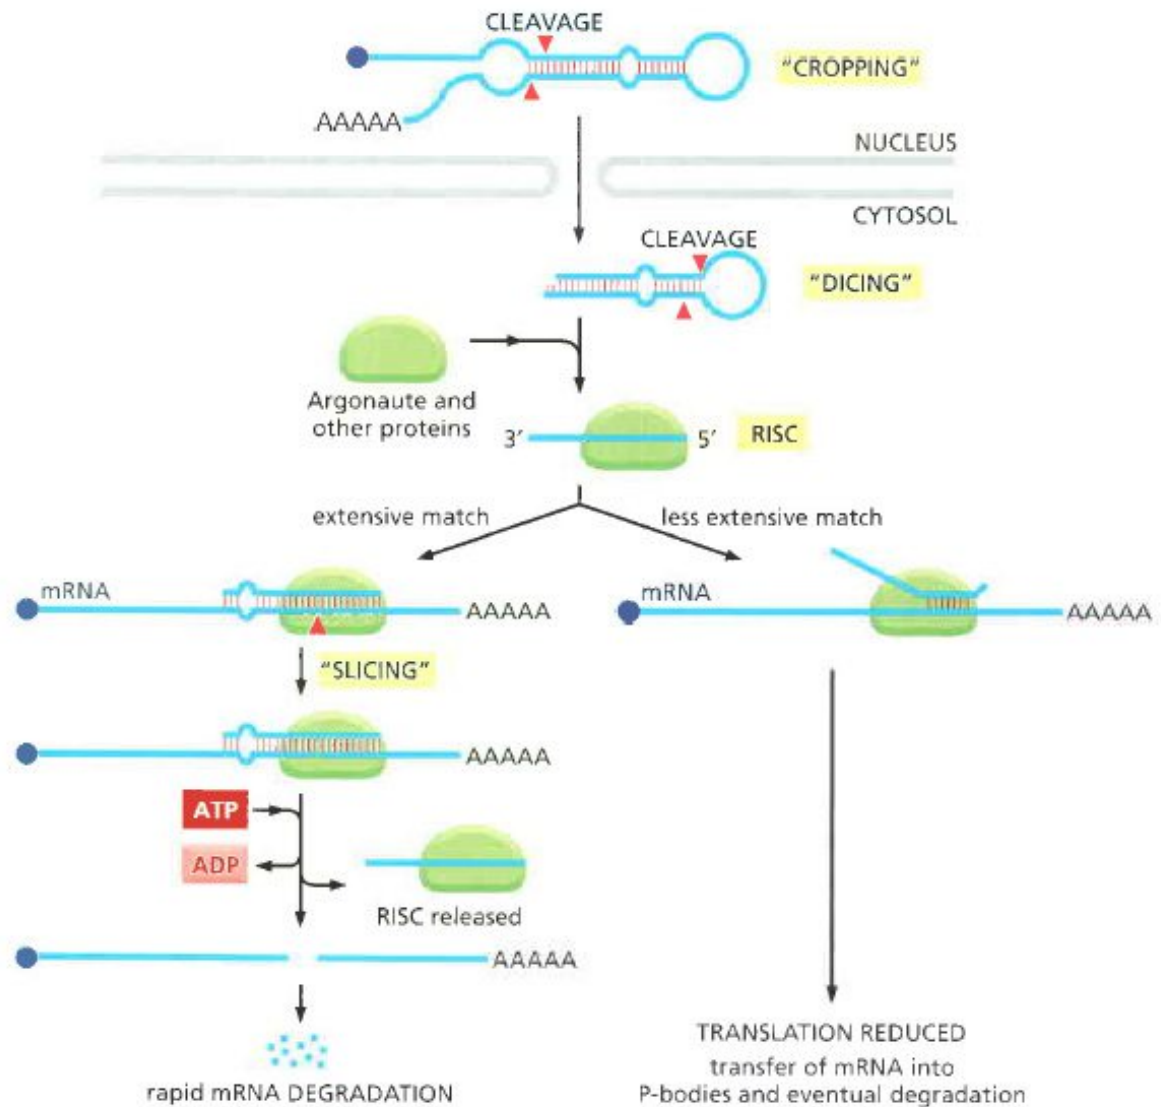 CLEAVAGE
"CROPPING"
AAAAA
NUCLEUS
CYTOSOL
CLEAVAGE
"DICING"
Argonaute and
other proteins
3′
5′
RISC
extensive match
less extensive match
mRNA
AAAAA
mRNA
AAAAA
"SLICING"
AAAAA
ATP
ADP
RISC released
AAAAA
rapid mRNA DEGRADATION
TRANSLATION REDUCED
transfer of mRNA into
P-bodies and eventual degradation